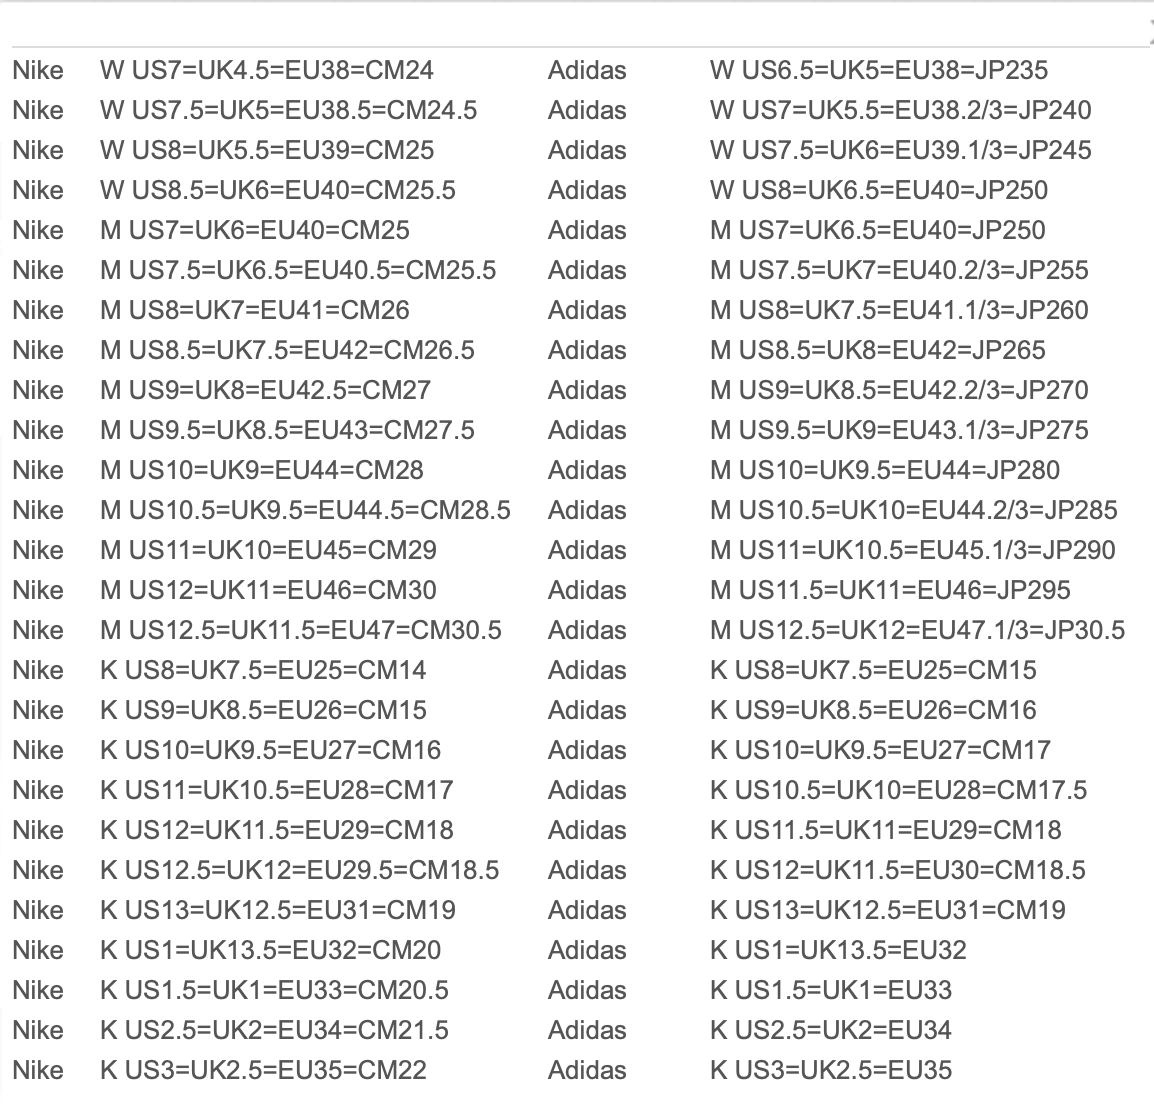 Nike W US7=UK4.5=EU38=CM24 Adidas W US6.5=UK5=EU38=JP235
Nike W US7.5=UK5=EU38.5=CM24.5 Adidas W US7=UK5.5=EU38.2/3=JP240
Nike W US8=UK5.5=EU39=CM25 Adidas W US7.5=UK6=EU39.1/3=JP245
Nike W US8.5=UK6=EU40=CM25.5 Adidas W US8=UK6.5=EU40=JP250
Nike M US7=UK6=EU40=CM25 Adidas M US7=UK6.5=EU40=JP250
Nike M US7.5=UK6.5=EU40.5=CM25.5 Adidas M US7.5=UK7=EU40.2/3=JP255
Nike M US8=UK7=EU41=CM26 Adidas M US8=UK7.5=EU41.1/3=JP260
Nike M US8.5=UK7.5=EU42=CM26.5 Adidas M US8.5=UK8=EU42=JP265
Nike M US9=UK8=EU42.5=CM27 Adidas M US9=UK8.5=EU42.2/3=JP270
Nike M US9.5=UK8.5=EU43=CM27.5 Adidas M US9.5=UK9=EU43.1/3=JP275
Nike M US10=UK9=EU44=CM28 Adidas M US10=UK9.5=EU44=JP280
Nike M US10.5=UK9.5=EU44.5=CM28.5 Adidas M US10.5=UK10=EU44.2/3=JP285
Nike M US11=UK10=EU45=CM29 Adidas M US11=UK10.5=EU45.1/3=JP290
Nike M US12=UK11=EU46=CM30 Adidas M US11.5=UK11=EU46=JP295
Nike M US12.5=UK11.5=EU47=CM30.5 Adidas M US12.5=UK12=EU47.1/3=JP30.5
Nike K US8=UK7.5=EU25=CM14 Adidas K US8=UK7.5=EU25=CM15
Nike K US9=UK8.5=EU26=CM15 Adidas K US9=UK8.5=EU26=CM16
Nike K US10=UK9.5=EU27=CM16 Adidas K US10=UK9.5=EU27=CM17
Nike K US11=UK10.5=EU28=CM17 Adidas K US10.5=UK10=EU28=CM17.5
Nike K US12=UK11.5=EU29=CM18 Adidas K US11.5=UK11=EU29=CM18
Nike K US12.5=UK12=EU29.5=CM18.5 Adidas K US12=UK11.5=EU30=CM18.5
Nike K US13=UK12.5=EU31=CM19 Adidas K US13=UK12.5=EU31=CM19
Nike K US1=UK13.5=EU32=CM20 Adidas K US1=UK13.5=EU32
Nike K US1.5=UK1=EU33=CM20.5 Adidas K US1.5=UK1=EU33
Nike K US2.5=UK2=EU34=CM21.5 Adidas K US2.5=UK2=EU34
Nike K US3=UK2.5=EU35=CM22 Adidas K US3=UK2.5=EU35